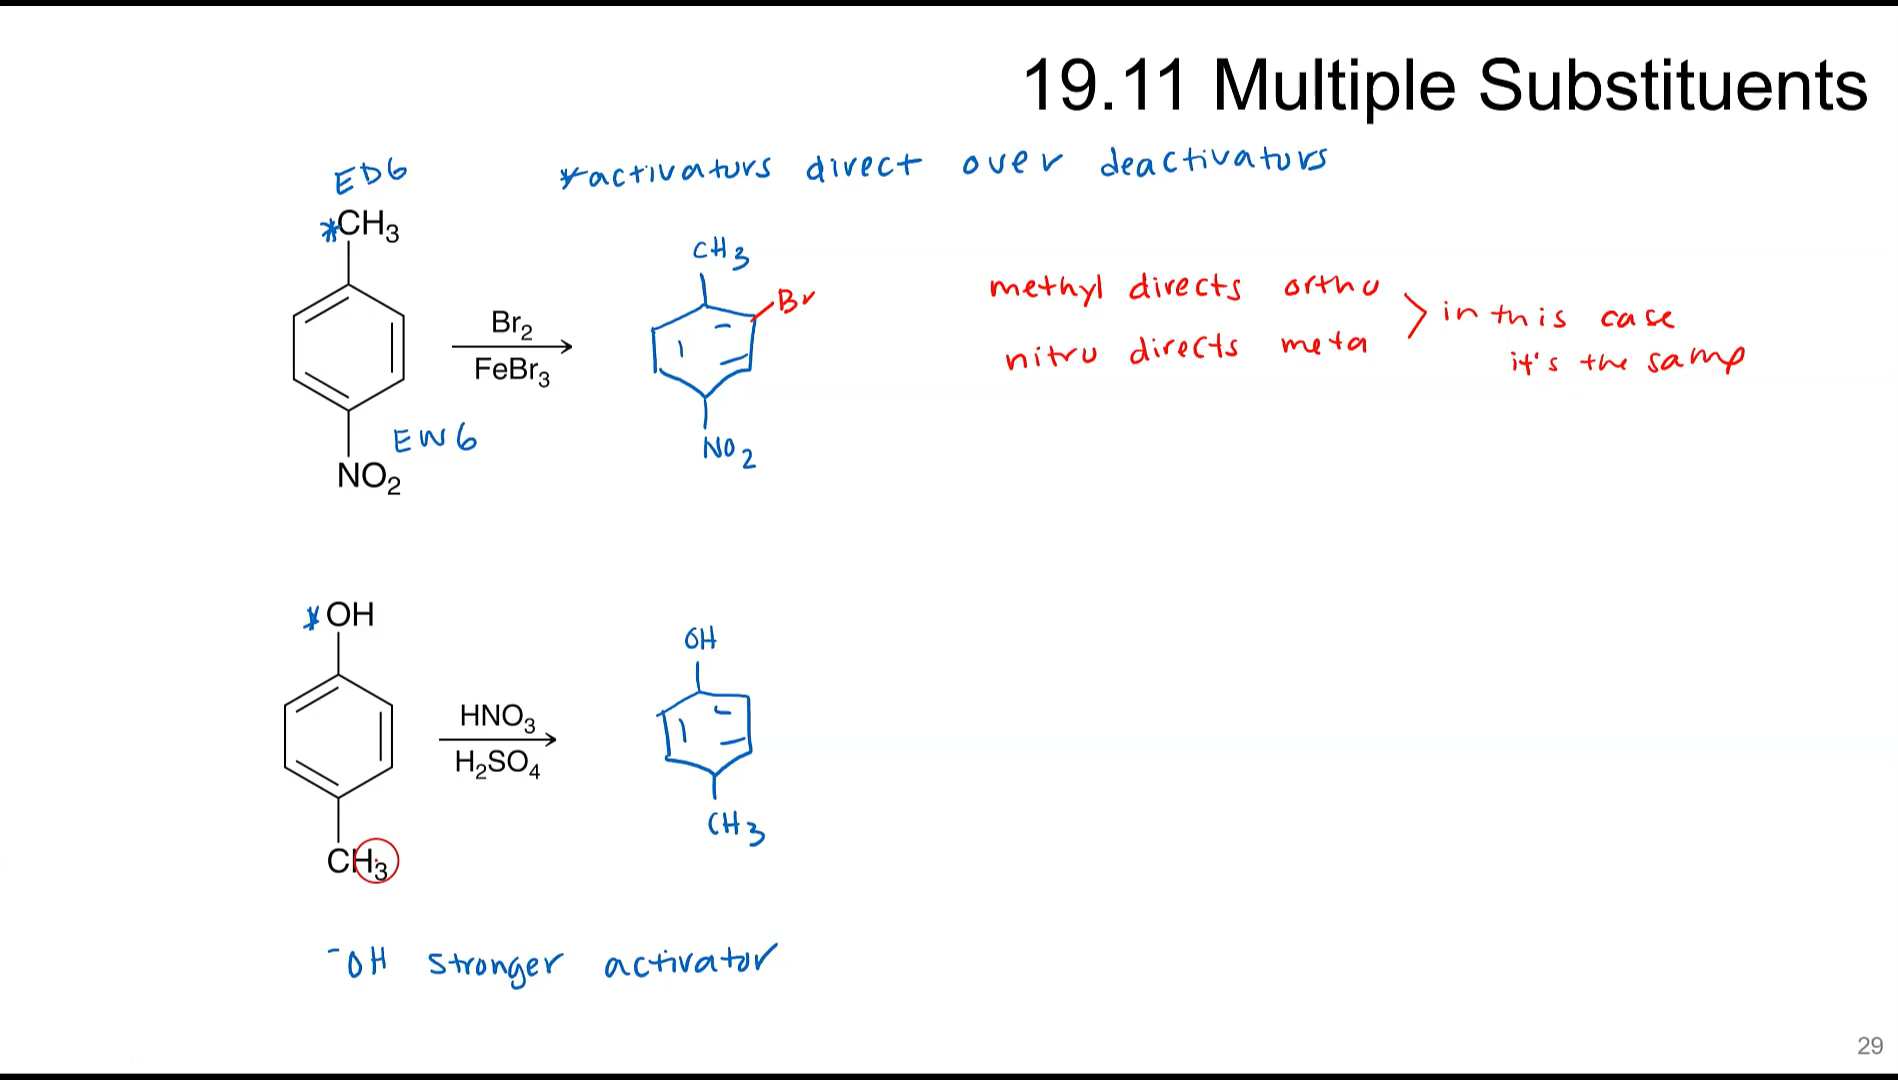 19.11 Multiple Substituents
EDG
*activators direct over deactivators
*CH3
CH3
Br
methyl directs ortho
in this case
Br2
nitro directs meta
it's the same
FeBr3
EWG
NO2
NO2
*OH
OH
HNO3
H2SO4
CH3
CH3
-OH stronger activator
29